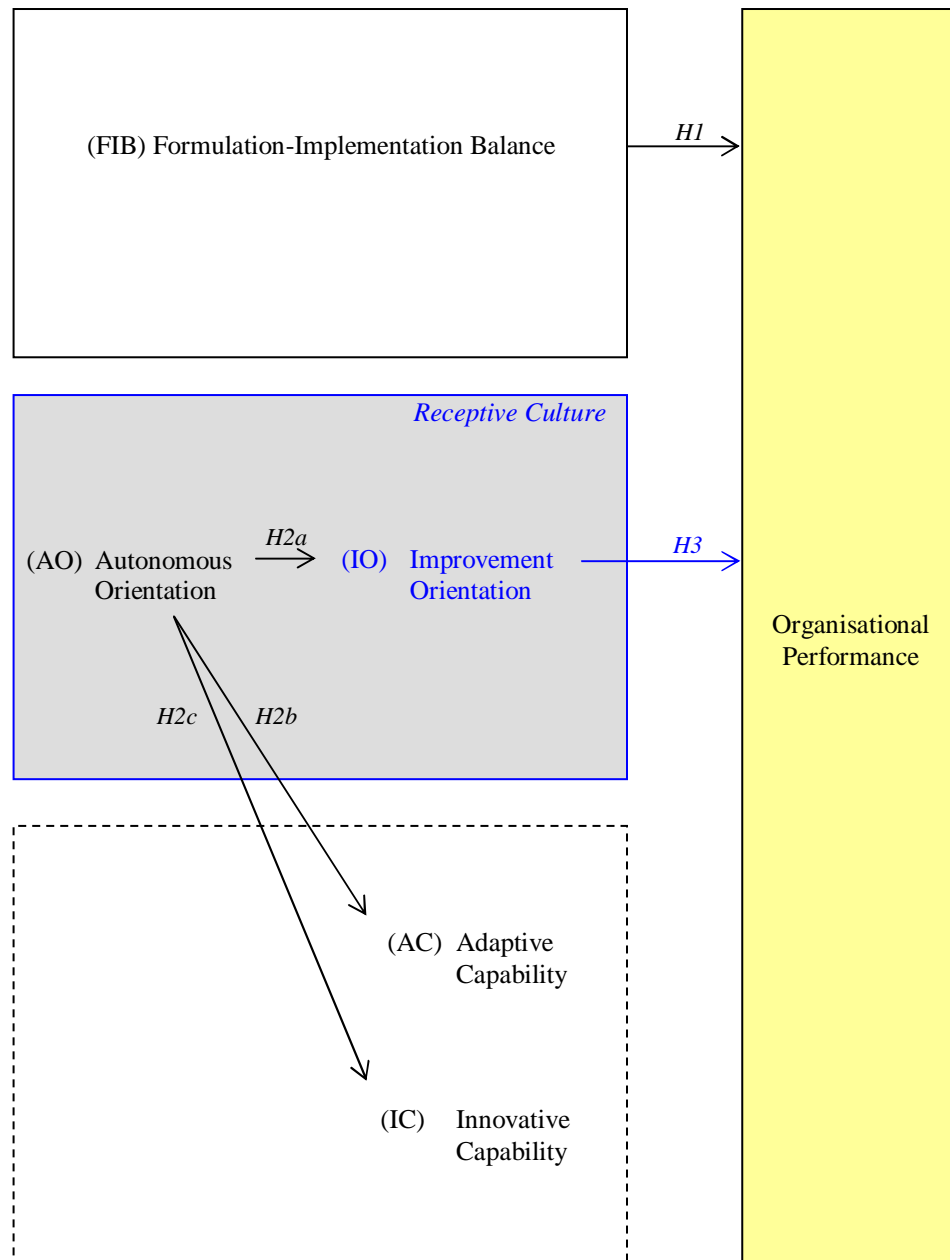 (FIB) Formulation-Implementation Balance
H1
Receptive Culture
H2a
(AO) Autonomous
Orientation
(IO) Improvement
Orientation
H3
Organisational
Performance
H2c
H2b
(AC) Adaptive
Capability
(IC) Innovative
Capability